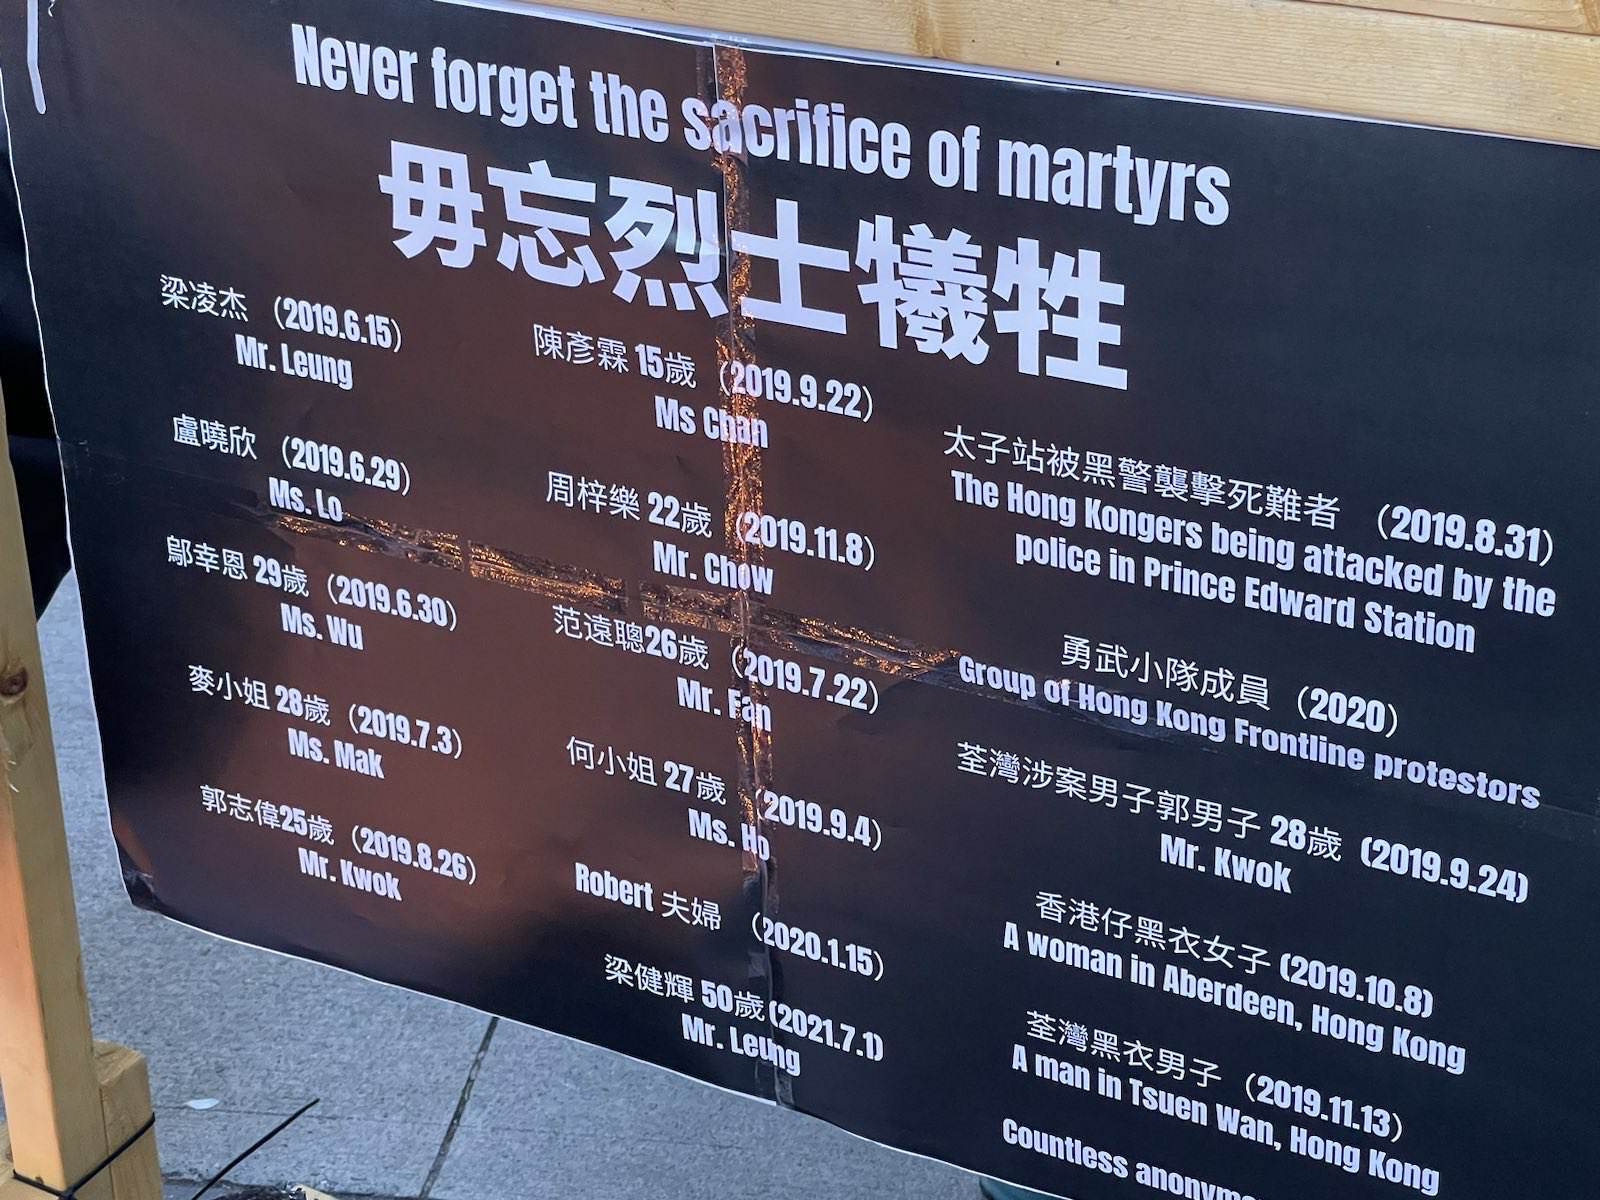 Never forget the sacrifice of martyrs
毋忘烈士犧牲
梁凌杰 （2019.6.15）
Mr. Leung
盧曉欣 （2019.6.29）
Ms. Lo
鄔幸恩 29歲（2019.6.30）
Ms. Wu
麥小姐 28歲（2019.7.3）
Ms. Mak
郭志偉25歲（2019.8.26）
Mr. Kwok
陳彥霖 15歲 （2019.9.22）
Ms Chan
周梓樂 22歲 （2019.11.8）
Mr. Chow
范遠聰26歲 （2019.7.22）
Mr. Fan
何小姐 27歲 （2019.9.4）
Ms. Ho
Robert 夫婦 （2020.1.15）
梁健輝 50歲(2021.7.1)
Mr. Leung
太子站被黑警襲擊死難者 （2019.8.31）
The Hong Kongers being attacked by the
police in Prince Edward Station
勇武小隊成員 （2020）
Group of Hong Kong Frontline protestors
荃灣涉案男子郭男子 28歲 (2019.9.24)
Mr. Kwok
香港仔黑衣女子 (2019.10.8)
A woman in Aberdeen, Hong Kong
荃灣黑衣男子 （2019.11.13）
A man in Tsuen Wan, Hong Kong
Countless